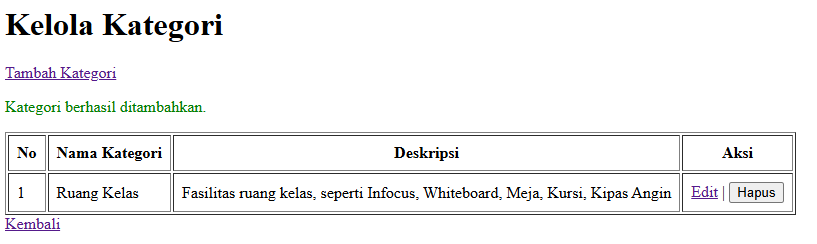 Kelola Kategori
Tambah Kategori
Kategori berhasil ditambahkan.
No Nama Kategori Deskripsi Aksi
1 Ruang Kelas Fasilitas ruang kelas, seperti Infocus, Whiteboard, Meja, Kursi, Kipas Angin Edit | Hapus
Kembali